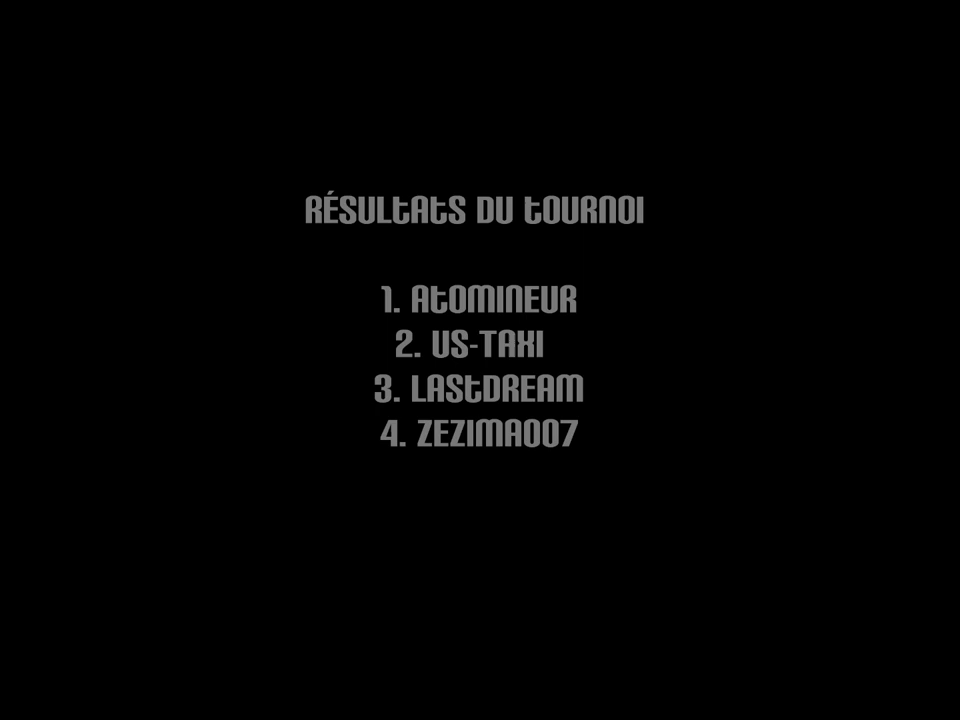 RÉSULTATS DU TOURNOI
1. ATOMINEUR
2. US-TAXI
3. LASTDREAM
4. ZEZIMA007